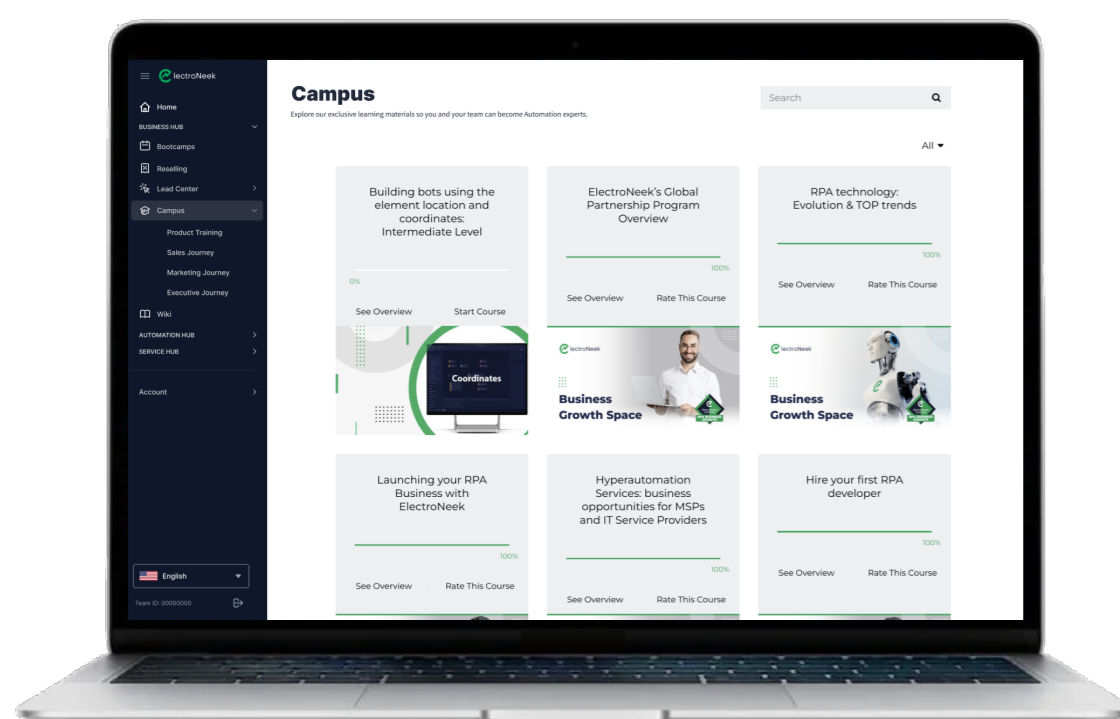 ElectroNeek
Home
BUSINESS HUB
Bootcamps
Reselling
Lead Center
Campus
Product Training
Sales Journey
Marketing Journey
Executive Journey
Wiki
AUTOMATION HUB
SERVICE HUB
Account
English
Team ID: 00000000
Campus
Explore our exclusive learning materials so you and your team can become Automation experts.
Search
All
Building bots using the
element location and
coordinates:
Intermediate Level
0%
See Overview
Start Course
Coordinates
ElectroNeek's Global
Partnership Program
Overview
100%
See Overview
Rate This Course
ElectroNeek
Business
Growth Space
RPA technology:
Evolution & TOP trends
100%
See Overview
Rate This Course
ElectroNeek
Business
Growth Space
Launching your RPA
Business with
ElectroNeek
100%
See Overview
Rate This Course
Hyperautomation
Services: business
opportunities for MSPs
and IT Service Providers
100%
See Overview
Rate This Course
Hire your first RPA
developer
100%
See Overview
Rate This Course